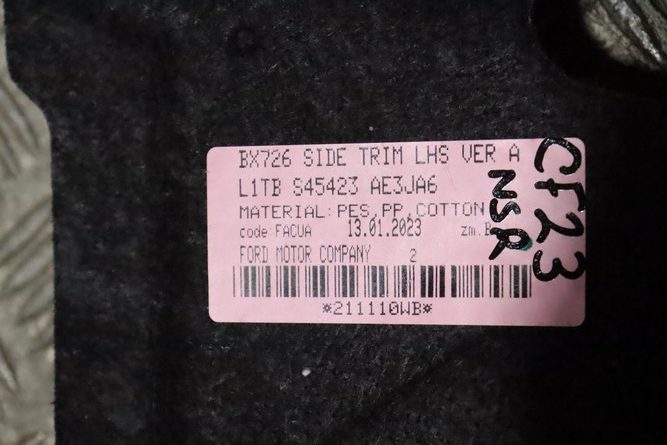 BX726 SIDE TRIM LHS VER A
L1TB S45423 AE3JA6
MATERIAL: PES, PP, COTTON
code: FACUA 13.01.2023 zm.B
FORD MOTOR COMPANY 2
*211110WB*
CF23
NSR